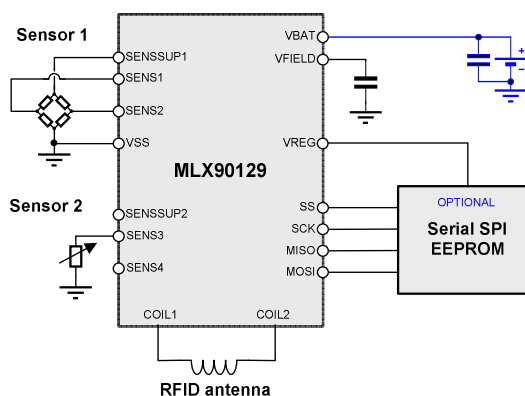 Sensor 1
SENSSUP1
SENS1
SENS2
VSS
Sensor 2
SENSSUP2
SENS3
SENS4
MLX90129
VBAT
VFIELD
VREG
SS
SCK
MISO
MOSI
COIL1
COIL2
+
−
OPTIONAL
Serial SPI
EEPROM
RFID antenna